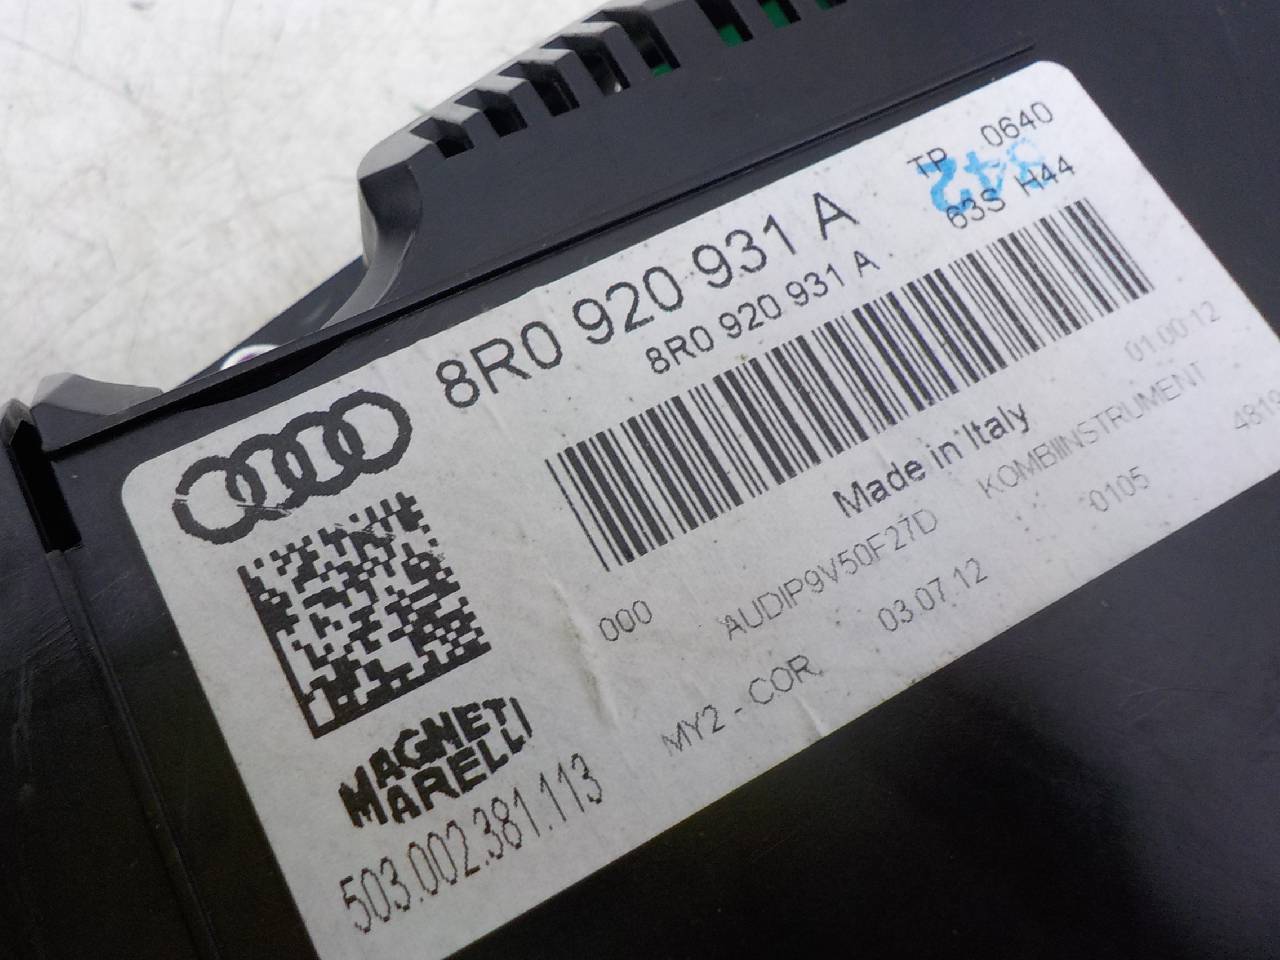 TP 0640
342
63S H44
8R0 920 931 A
8R0 920 931 A
01.00 12
Made in Italy
KOMBIINSTRUMENT
000 AUDIP9V50F27D
0105
MY2 - COR. 03.07.12
MAGNETI
MARELLI
503.002.381.113